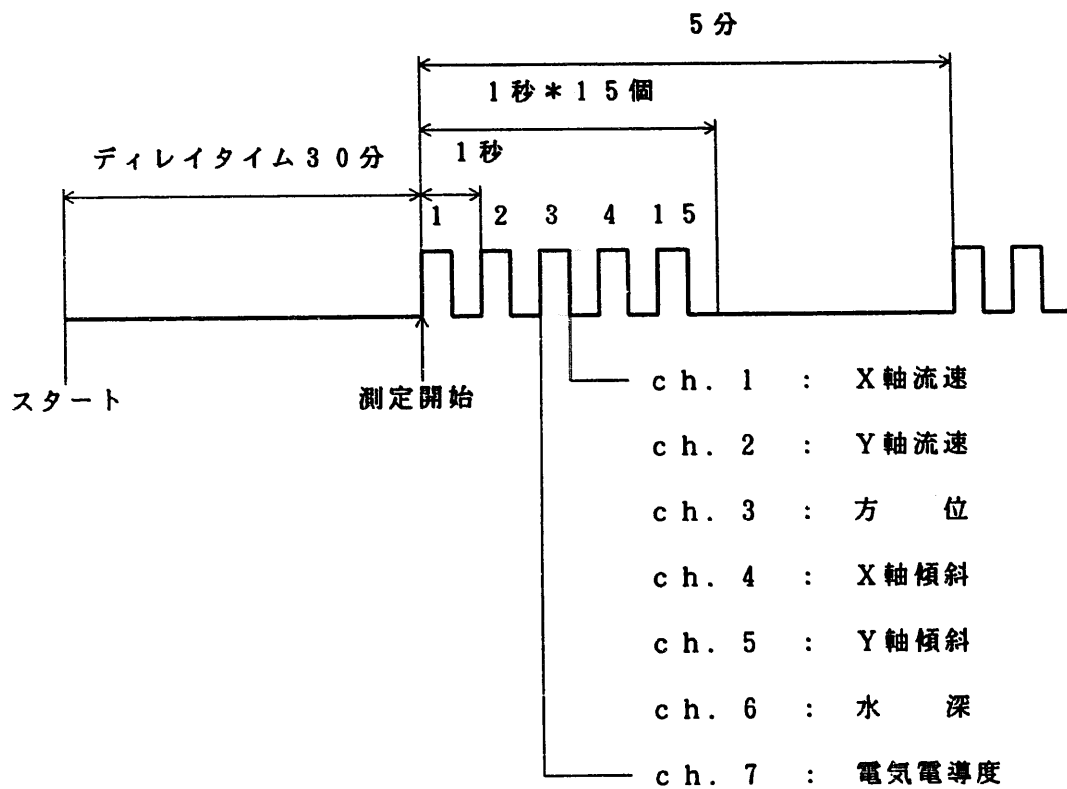 5分
1秒*15個
ディレイタイム30分
1秒
1 2 3 4 15
スタート
測定開始
ch. 1 : X軸流速
ch. 2 : Y軸流速
ch. 3 : 方 位
ch. 4 : X軸傾斜
ch. 5 : Y軸傾斜
ch. 6 : 水 深
ch. 7 : 電気電導度